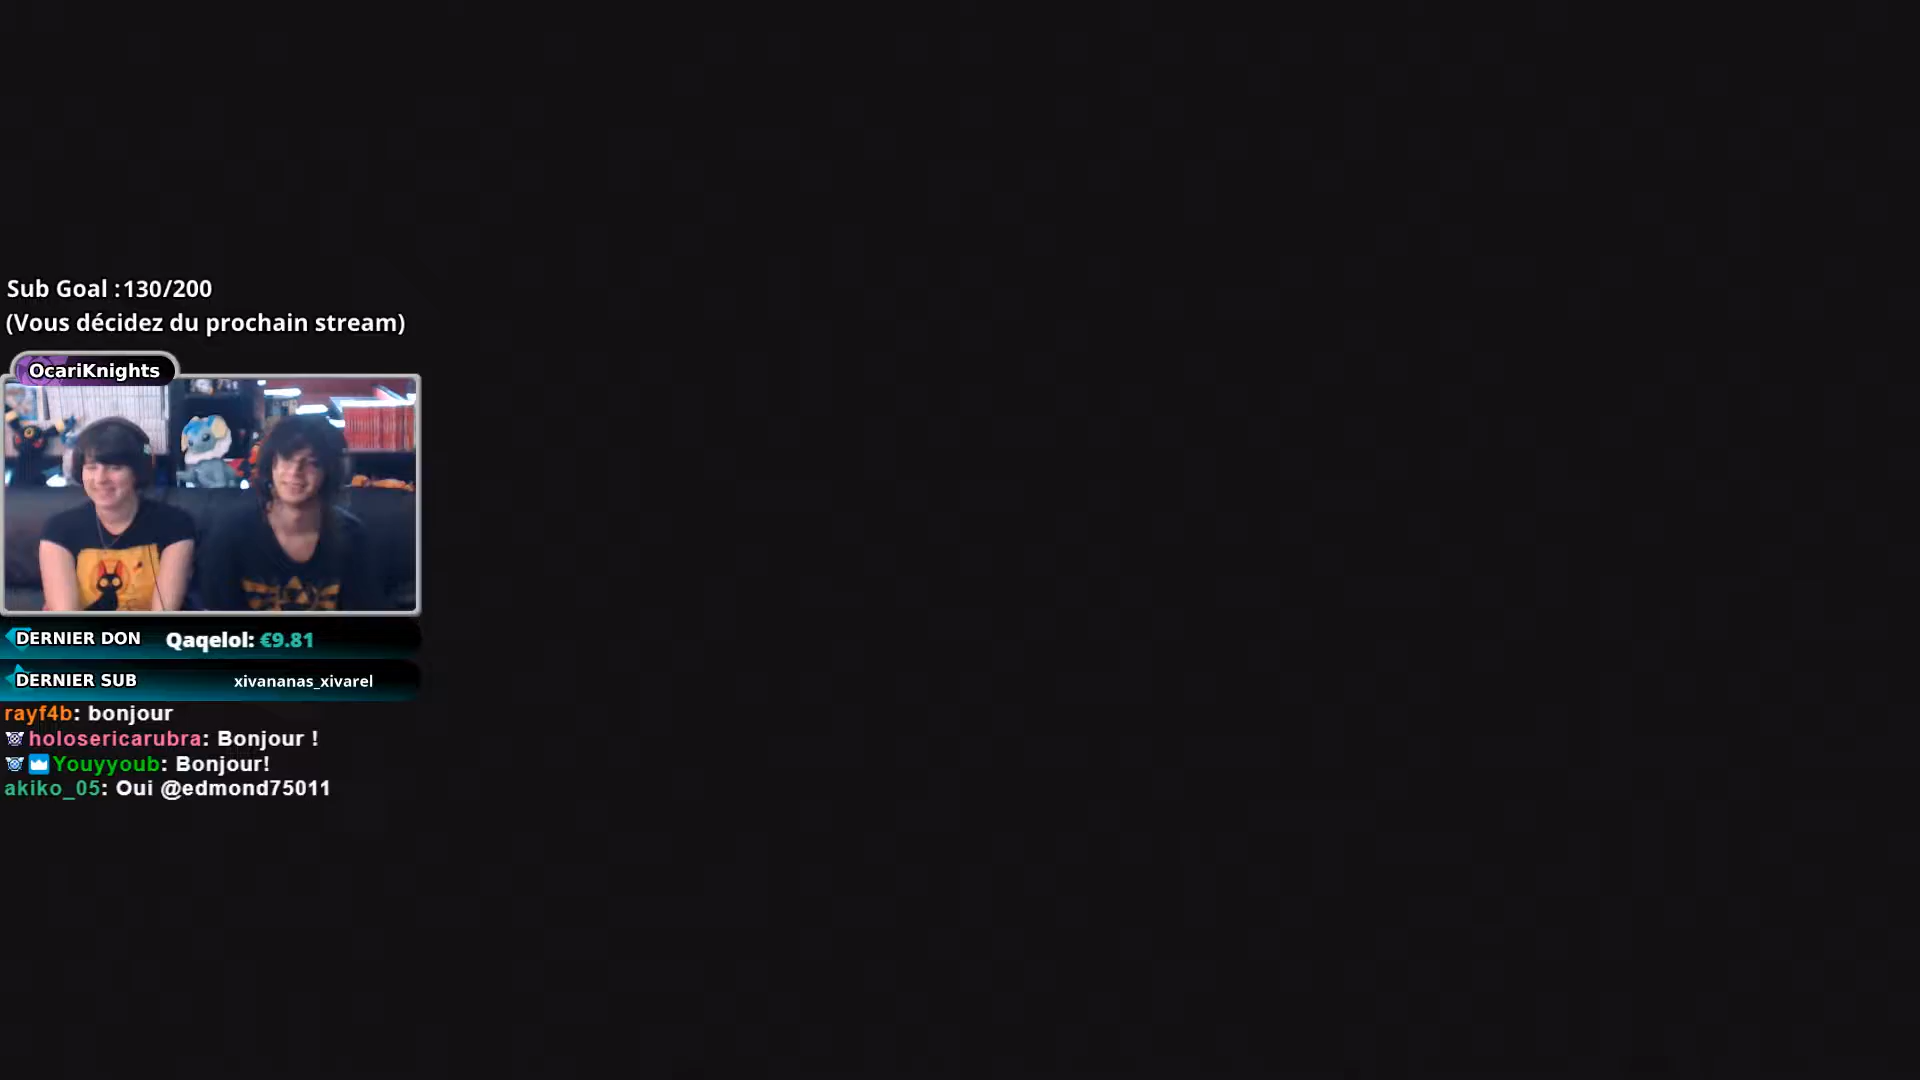 Sub Goal :130/200
(Vous décidez du prochain stream)
OcariKnights
DERNIER DON Qaqelol: €9.81
DERNIER SUB xivananas_xivarel
rayf4b: bonjour
holosericarubra: Bonjour !
Youyyoub: Bonjour!
akiko_05: Oui @edmond75011